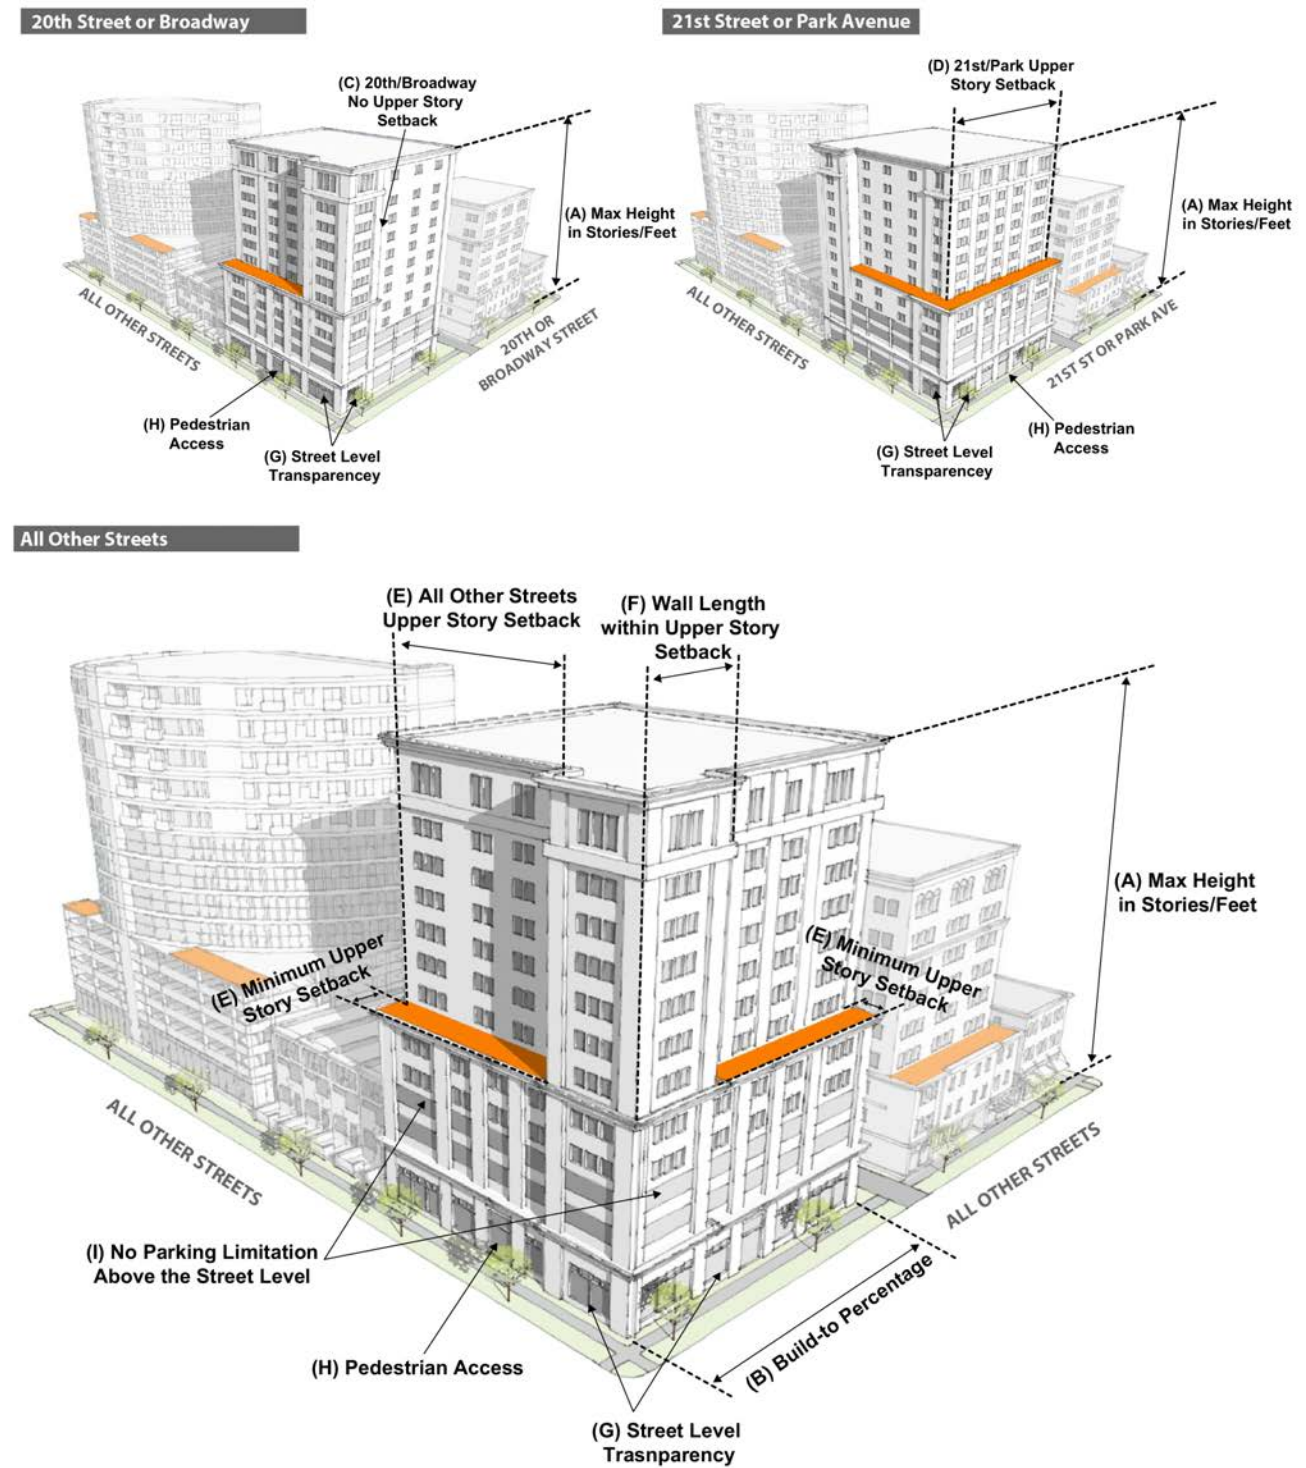 20th Street or Broadway
(C) 20th/Broadway
No Upper Story
Setback
(A) Max Height
in Stories/Feet
ALL OTHER STREETS
20TH OR
BROADWAY STREET
(H) Pedestrian
Access
(G) Street Level
Transparencey
21st Street or Park Avenue
(D) 21st/Park Upper
Story Setback
(A) Max Height
in Stories/Feet
ALL OTHER STREETS
21ST ST OR PARK AVE
(H) Pedestrian
Access
(G) Street Level
Transparencey
All Other Streets
(E) All Other Streets
Upper Story Setback
(F) Wall Length
within Upper Story
Setback
(A) Max Height
in Stories/Feet
(E) Minimum Upper
Story Setback
(E) Minimum Upper
Story Setback
ALL OTHER STREETS
ALL OTHER STREETS
(I) No Parking Limitation
Above the Street Level
(B) Build-to Percentage
(H) Pedestrian Access
(G) Street Level
Trasnparency